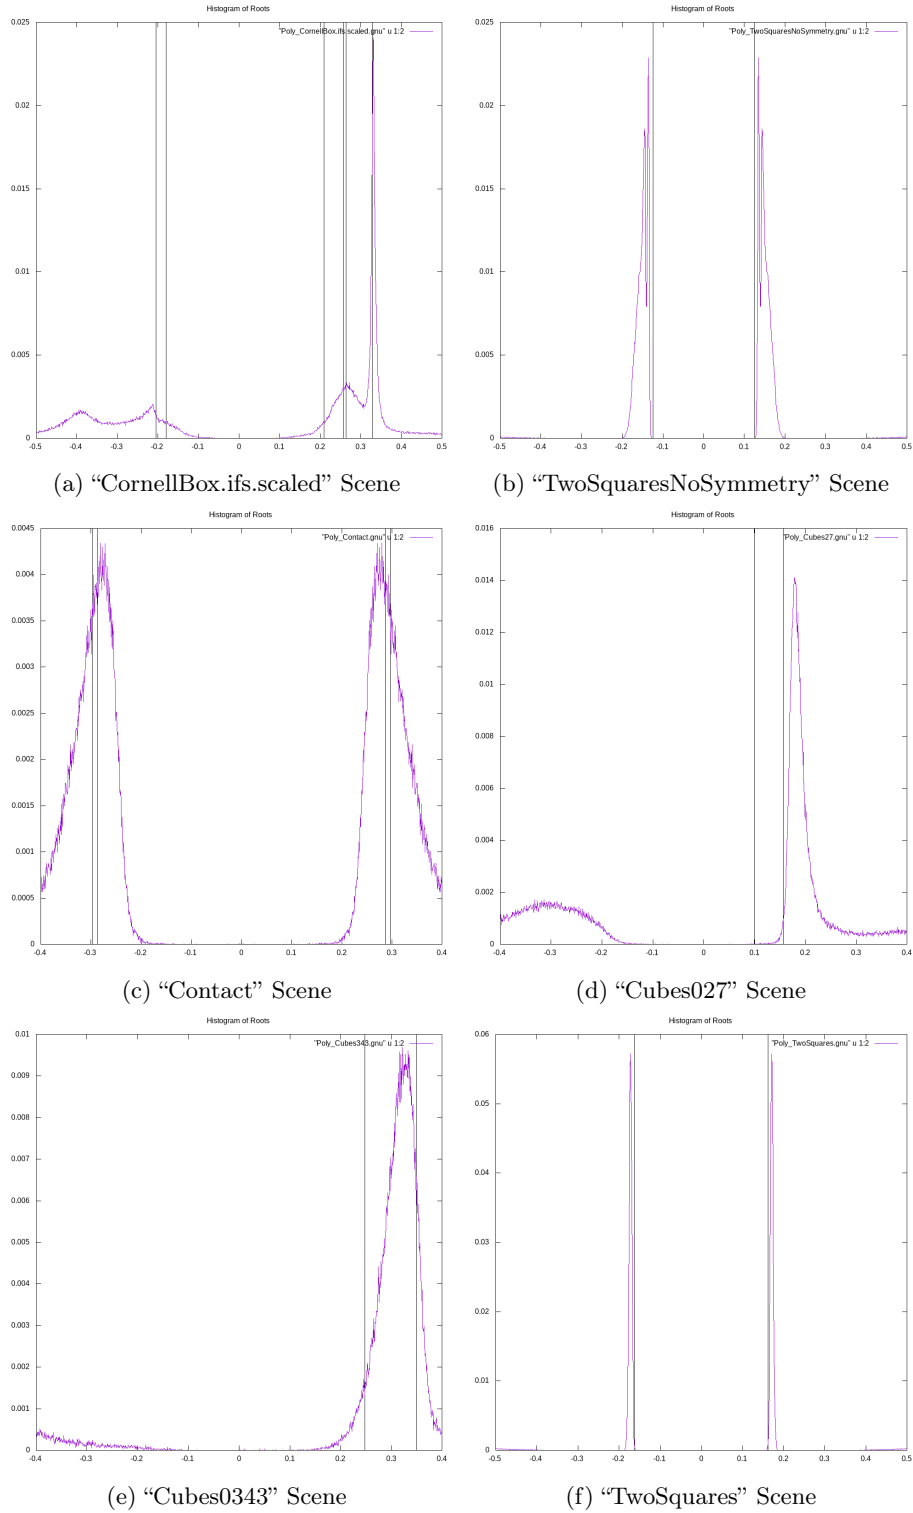 Histogram of Roots
"Poly_CornellBox.ifs.scaled.gnu" u 1:2
0.025
0.02
0.015
0.01
0.005
0
-0.5 -0.4 -0.3 -0.2 -0.1 0 0.1 0.2 0.3 0.4 0.5
(a) “CornellBox.ifs.scaled” Scene
Histogram of Roots
"Poly_TwoSquaresNoSymmetry.gnu" u 1:2
0.025
0.02
0.015
0.01
0.005
0
-0.5 -0.4 -0.3 -0.2 -0.1 0 0.1 0.2 0.3 0.4 0.5
(b) “TwoSquaresNoSymmetry” Scene
Histogram of Roots
"Poly_Contact.gnu" u 1:2
0.0045
0.004
0.0035
0.003
0.0025
0.002
0.0015
0.001
0.0005
0
-0.4 -0.3 -0.2 -0.1 0 0.1 0.2 0.3 0.4
(c) “Contact” Scene
Histogram of Roots
"Poly_Cubes27.gnu" u 1:2
0.016
0.014
0.012
0.01
0.008
0.006
0.004
0.002
0
-0.4 -0.3 -0.2 -0.1 0 0.1 0.2 0.3 0.4
(d) “Cubes027” Scene
Histogram of Roots
"Poly_Cubes343.gnu" u 1:2
0.01
0.009
0.008
0.007
0.006
0.005
0.004
0.003
0.002
0.001
0
-0.4 -0.3 -0.2 -0.1 0 0.1 0.2 0.3 0.4
(e) “Cubes0343” Scene
Histogram of Roots
"Poly_TwoSquares.gnu" u 1:2
0.06
0.05
0.04
0.03
0.02
0.01
0
-0.5 -0.4 -0.3 -0.2 -0.1 0 0.1 0.2 0.3 0.4 0.5
(f) “TwoSquares” Scene